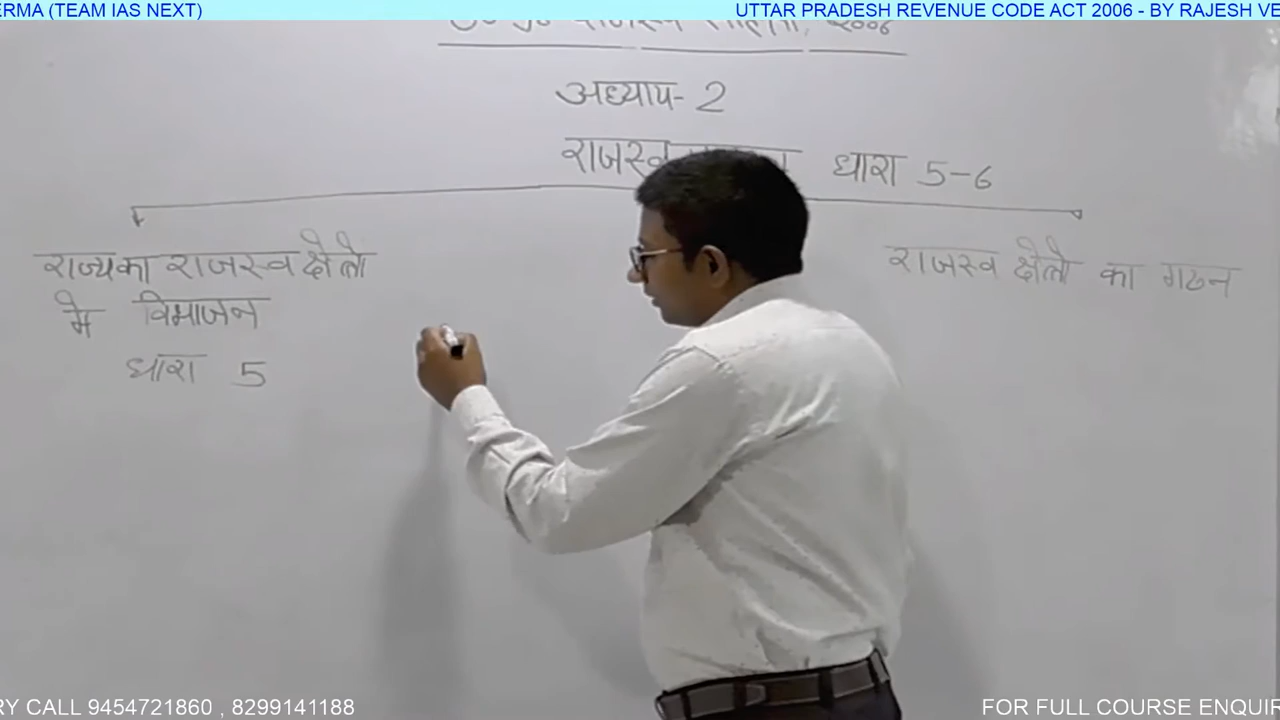 ERMA (TEAM IAS NEXT) UTTAR PRADESH REVENUE CODE ACT 2006 - BY RAJESH VE
अध्याय- 2
राजस्व धारा 5-6
राज्य का राजस्व क्षेत्रो
मे विभाजन
धारा 5
राजस्व क्षेत्रो का गठन
RY CALL 9454721860 , 8299141188 FOR FULL COURSE ENQUIR